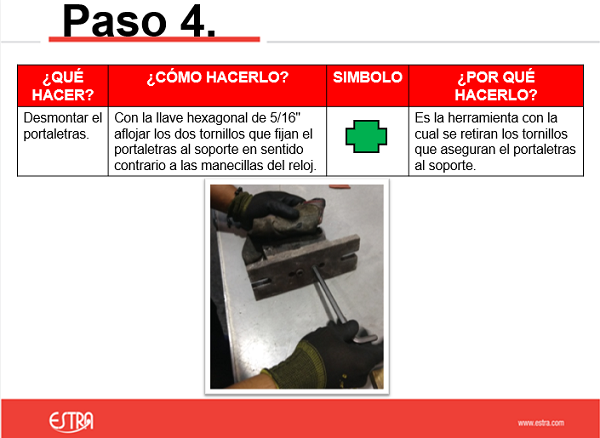 Paso 4.
¿QUÉ
HACER?
¿CÓMO HACERLO?
SIMBOLO
¿POR QUÉ
HACERLO?
Desmontar el
portaletras.
Con la llave hexagonal de 5/16"
aflojar los dos tornillos que fijan el
portaletras al soporte en sentido
contrario a las manecillas del reloj.
Es la herramienta con la
cual se retiran los tornillos
que aseguran el portaletras
al soporte.
ESTRA
www.estra.com